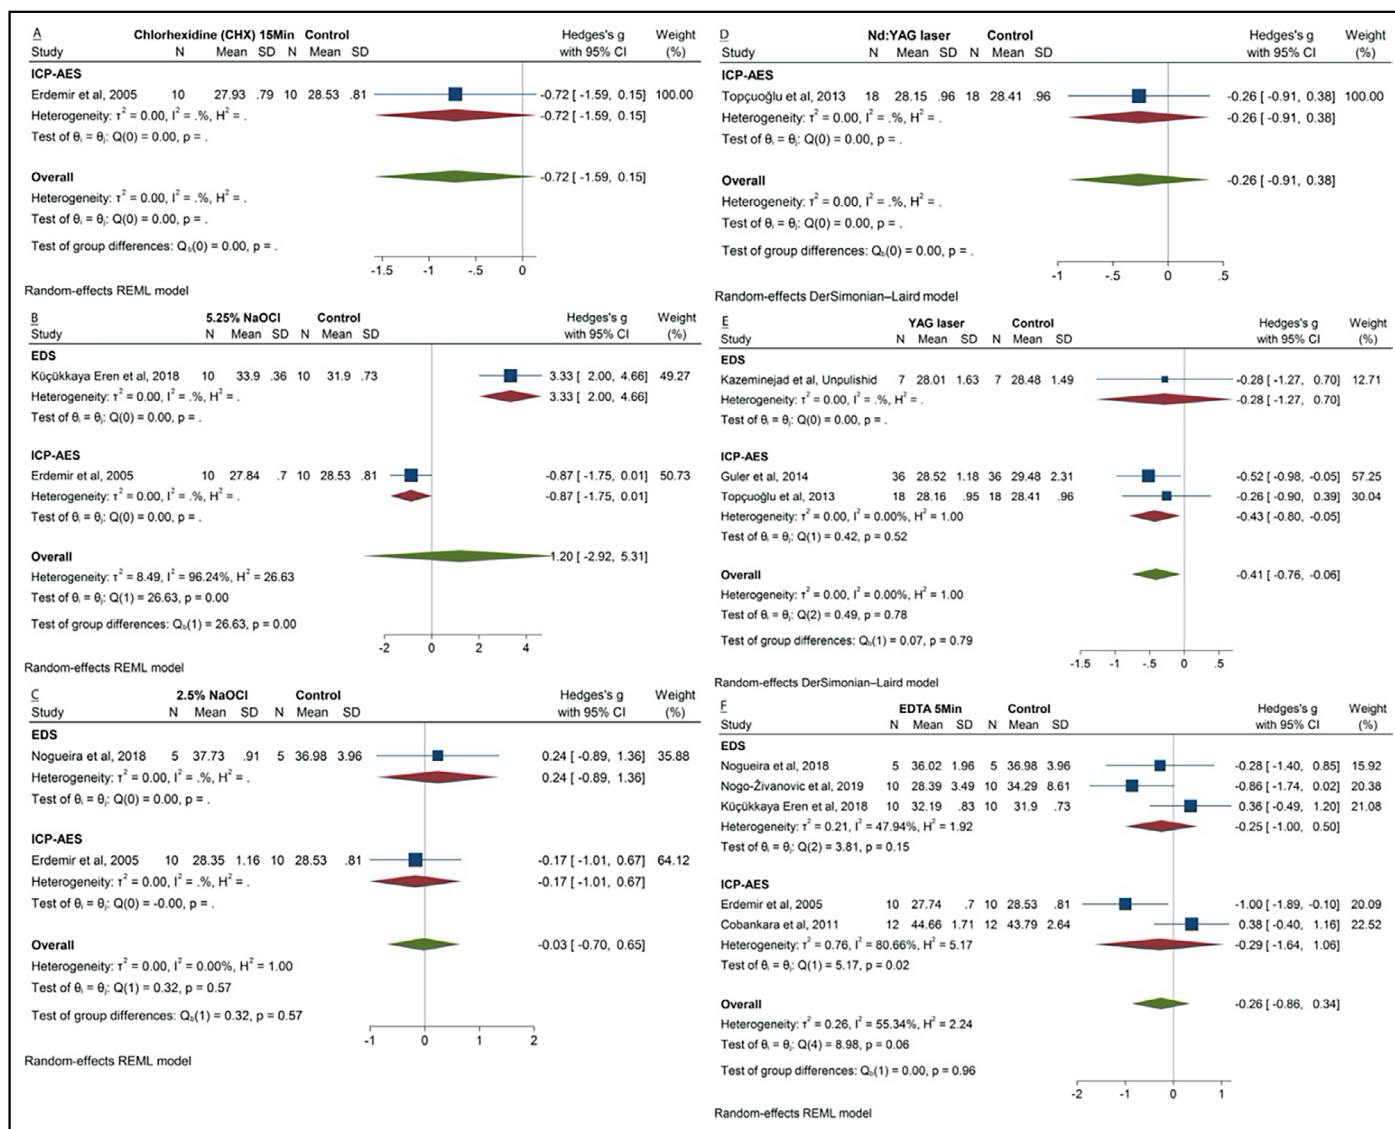 A
Chlorhexidine (CHX) 15Min Control Hedges's g Weight
Study N Mean SD N Mean SD with 95% CI (%)
ICP-AES
Erdemir et al, 2005 10 27.93 .79 10 28.53 .81 -0.72 [ -1.59, 0.15] 100.00
Heterogeneity: τ² = 0.00, I² = .%, H² = . -0.72 [ -1.59, 0.15]
Test of θᵢ = θⱼ: Q(0) = 0.00, p = .
Overall -0.72 [ -1.59, 0.15]
Heterogeneity: τ² = 0.00, I² = .%, H² = .
Test of θᵢ = θⱼ: Q(0) = 0.00, p = .
Test of group differences: Q_b(0) = 0.00, p = .
-1.5 -1 -.5 0
Random-effects REML model
B
5.25% NaOCl Control Hedges's g Weight
Study N Mean SD N Mean SD with 95% CI (%)
EDS
Küçükkaya Eren et al, 2018 10 33.9 .36 10 31.9 .73 3.33 [ 2.00, 4.66] 49.27
Heterogeneity: τ² = 0.00, I² = .%, H² = . 3.33 [ 2.00, 4.66]
Test of θᵢ = θⱼ: Q(0) = 0.00, p = .
ICP-AES
Erdemir et al, 2005 10 27.84 .7 10 28.53 .81 -0.87 [ -1.75, 0.01] 50.73
Heterogeneity: τ² = 0.00, I² = .%, H² = . -0.87 [ -1.75, 0.01]
Test of θᵢ = θⱼ: Q(0) = 0.00, p = .
Overall 1.20 [ -2.92, 5.31]
Heterogeneity: τ² = 8.49, I² = 96.24%, H² = 26.63
Test of θᵢ = θⱼ: Q(1) = 26.63, p = 0.00
Test of group differences: Q_b(1) = 26.63, p = 0.00
-2 0 2 4
Random-effects REML model
C
2.5% NaOCl Control Hedges's g Weight
Study N Mean SD N Mean SD with 95% CI (%)
EDS
Nogueira et al, 2018 5 37.73 .91 5 36.98 3.96 0.24 [ -0.89, 1.36] 35.88
Heterogeneity: τ² = 0.00, I² = .%, H² = . 0.24 [ -0.89, 1.36]
Test of θᵢ = θⱼ: Q(0) = 0.00, p = .
ICP-AES
Erdemir et al, 2005 10 28.35 1.16 10 28.53 .81 -0.17 [ -1.01, 0.67] 64.12
Heterogeneity: τ² = 0.00, I² = .%, H² = . -0.17 [ -1.01, 0.67]
Test of θᵢ = θⱼ: Q(0) = -0.00, p = .
Overall -0.03 [ -0.70, 0.65]
Heterogeneity: τ² = 0.00, I² = 0.00%, H² = 1.00
Test of θᵢ = θⱼ: Q(1) = 0.32, p = 0.57
Test of group differences: Q_b(1) = 0.32, p = 0.57
-1 0 1 2
Random-effects REML model
D
Nd:YAG laser Control Hedges's g Weight
Study N Mean SD N Mean SD with 95% CI (%)
ICP-AES
Topçuoğlu et al, 2013 18 28.15 .96 18 28.41 .96 -0.26 [ -0.91, 0.38] 100.00
Heterogeneity: τ² = 0.00, I² = .%, H² = . -0.26 [ -0.91, 0.38]
Test of θᵢ = θⱼ: Q(0) = 0.00, p = .
Overall -0.26 [ -0.91, 0.38]
Heterogeneity: τ² = 0.00, I² = .%, H² = .
Test of θᵢ = θⱼ: Q(0) = 0.00, p = .
Test of group differences: Q_b(0) = 0.00, p = .
-1 -.5 0 .5
Random-effects DerSimonian–Laird model
E
YAG laser Control Hedges's g Weight
Study N Mean SD N Mean SD with 95% CI (%)
EDS
Kazeminejad et al, Unpulishid 7 28.01 1.63 7 28.48 1.49 -0.28 [ -1.27, 0.70] 12.71
Heterogeneity: τ² = 0.00, I² = .%, H² = . -0.28 [ -1.27, 0.70]
Test of θᵢ = θⱼ: Q(0) = 0.00, p = .
ICP-AES
Guler et al, 2014 36 28.52 1.18 36 29.48 2.31 -0.52 [ -0.98, -0.05] 57.25
Topçuoğlu et al, 2013 18 28.16 .95 18 28.41 .96 -0.26 [ -0.90, 0.39] 30.04
Heterogeneity: τ² = 0.00, I² = 0.00%, H² = 1.00 -0.43 [ -0.80, -0.05]
Test of θᵢ = θⱼ: Q(1) = 0.42, p = 0.52
Overall -0.41 [ -0.76, -0.06]
Heterogeneity: τ² = 0.00, I² = 0.00%, H² = 1.00
Test of θᵢ = θⱼ: Q(2) = 0.49, p = 0.78
Test of group differences: Q_b(1) = 0.07, p = 0.79
-1.5 -1 -.5 0 .5
Random-effects DerSimonian–Laird model
F
EDTA 5Min Control Hedges's g Weight
Study N Mean SD N Mean SD with 95% CI (%)
EDS
Nogueira et al, 2018 5 36.02 1.96 5 36.98 3.96 -0.28 [ -1.40, 0.85] 15.92
Nogo-Živanovic et al, 2019 10 28.39 3.49 10 34.29 8.61 -0.86 [ -1.74, 0.02] 20.38
Küçükkaya Eren et al, 2018 10 32.19 .83 10 31.9 .73 0.36 [ -0.49, 1.20] 21.08
Heterogeneity: τ² = 0.21, I² = 47.94%, H² = 1.92 -0.25 [ -1.00, 0.50]
Test of θᵢ = θⱼ: Q(2) = 3.81, p = 0.15
ICP-AES
Erdemir et al, 2005 10 27.74 .7 10 28.53 .81 -1.00 [ -1.89, -0.10] 20.09
Cobankara et al, 2011 12 44.66 1.71 12 43.79 2.64 0.38 [ -0.40, 1.16] 22.52
Heterogeneity: τ² = 0.76, I² = 80.66%, H² = 5.17 -0.29 [ -1.64, 1.06]
Test of θᵢ = θⱼ: Q(1) = 5.17, p = 0.02
Overall -0.26 [ -0.86, 0.34]
Heterogeneity: τ² = 0.26, I² = 55.34%, H² = 2.24
Test of θᵢ = θⱼ: Q(4) = 8.98, p = 0.06
Test of group differences: Q_b(1) = 0.00, p = 0.96
-2 -1 0 1
Random-effects REML model